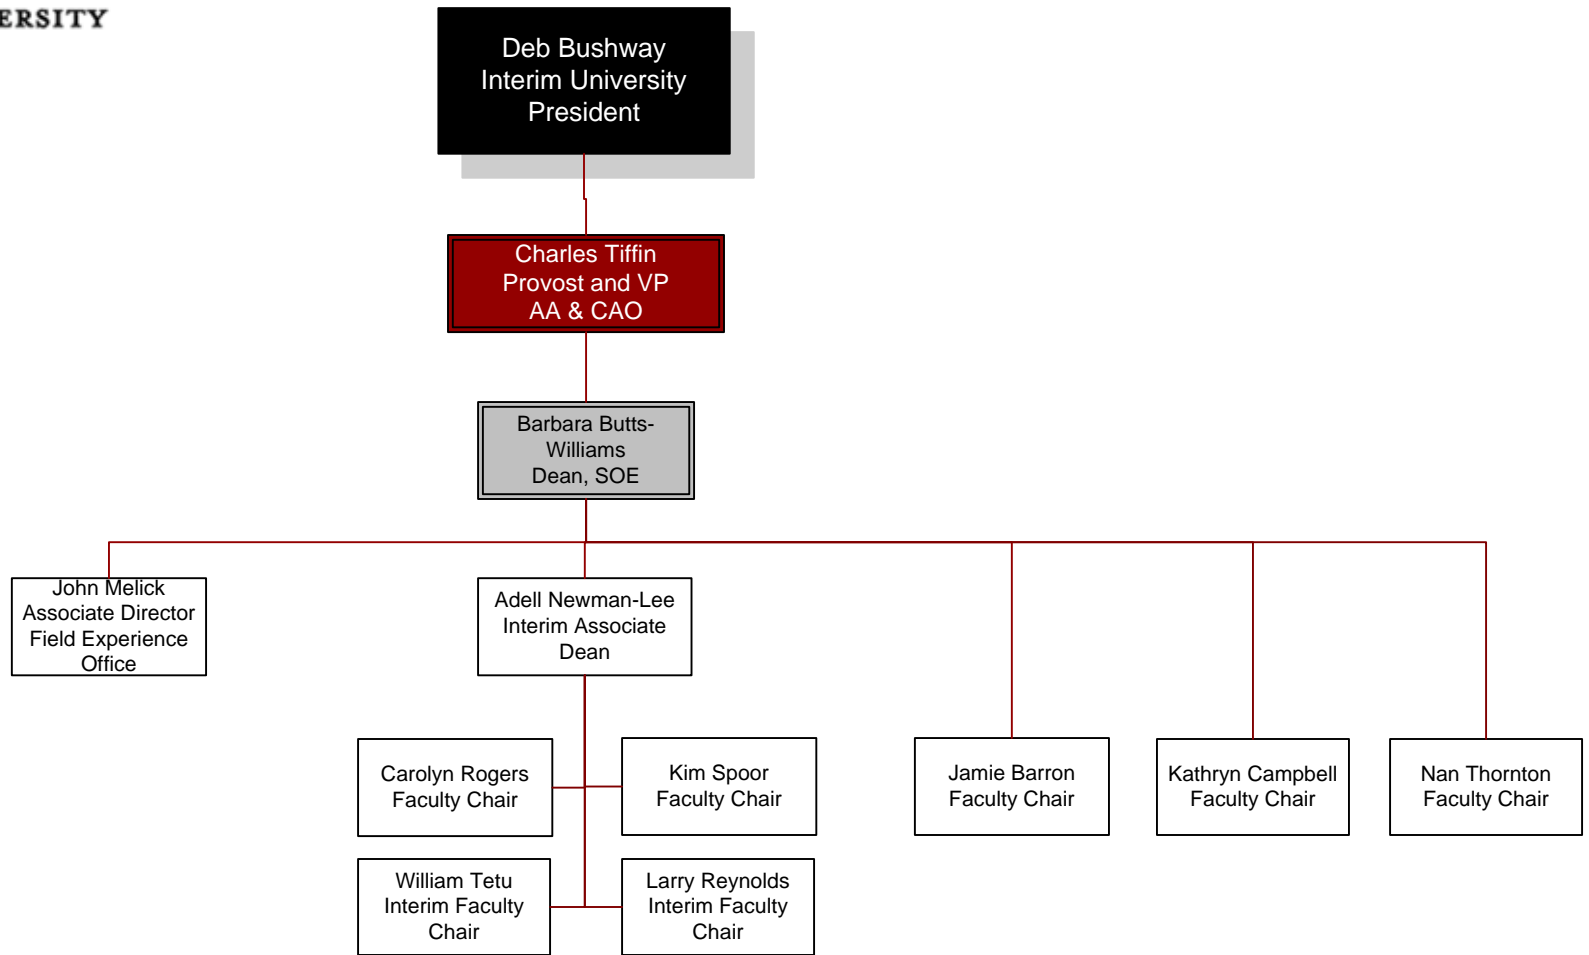 ERSITY
Deb Bushway
Interim University
President
Charles Tiffin
Provost and VP
AA & CAO
Barbara Butts-
Williams
Dean, SOE
John Melick
Associate Director
Field Experience
Office
Adell Newman-Lee
Interim Associate
Dean
Carolyn Rogers
Faculty Chair
Kim Spoor
Faculty Chair
Jamie Barron
Faculty Chair
Kathryn Campbell
Faculty Chair
Nan Thornton
Faculty Chair
William Tetu
Interim Faculty
Chair
Larry Reynolds
Interim Faculty
Chair